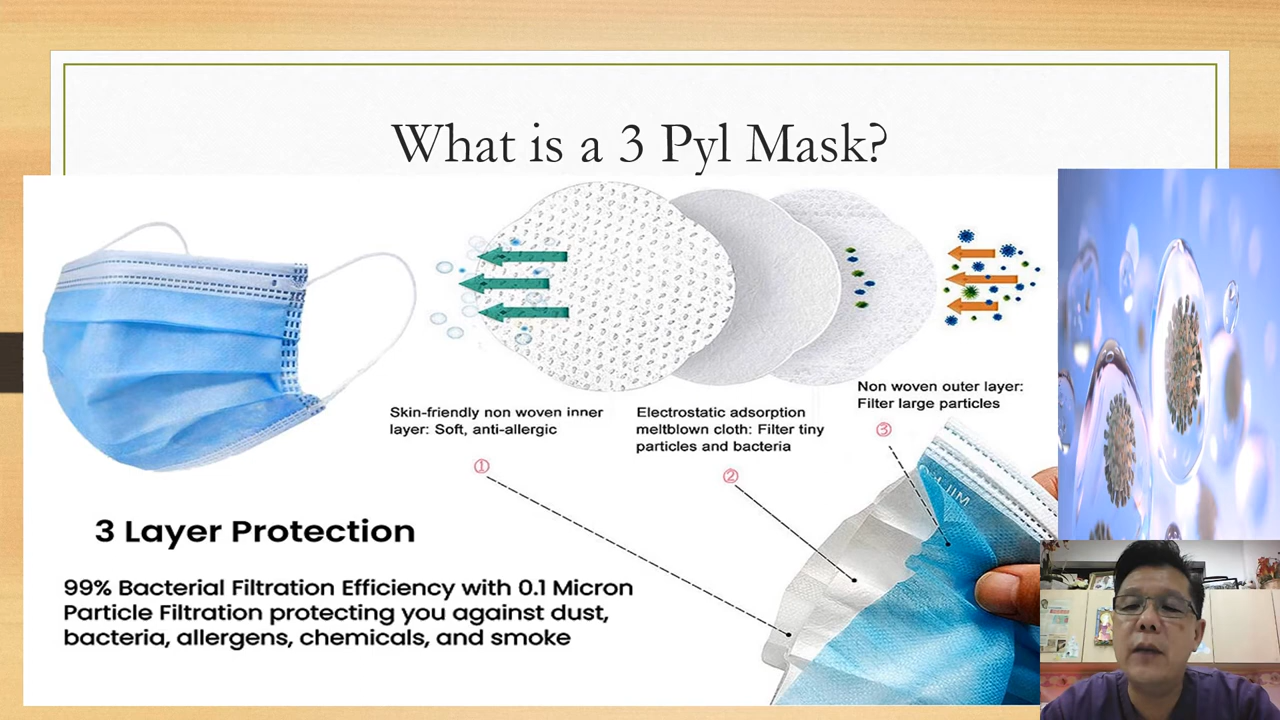 What is a 3 Pyl Mask?
Non woven outer layer:
Filter large particles
③
Skin-friendly non woven inner
layer: Soft, anti-allergic
①
Electrostatic adsorption
meltblown cloth: Filter tiny
particles and bacteria
②
3 Layer Protection
99% Bacterial Filtration Efficiency with 0.1 Micron
Particle Filtration protecting you against dust,
bacteria, allergens, chemicals, and smoke